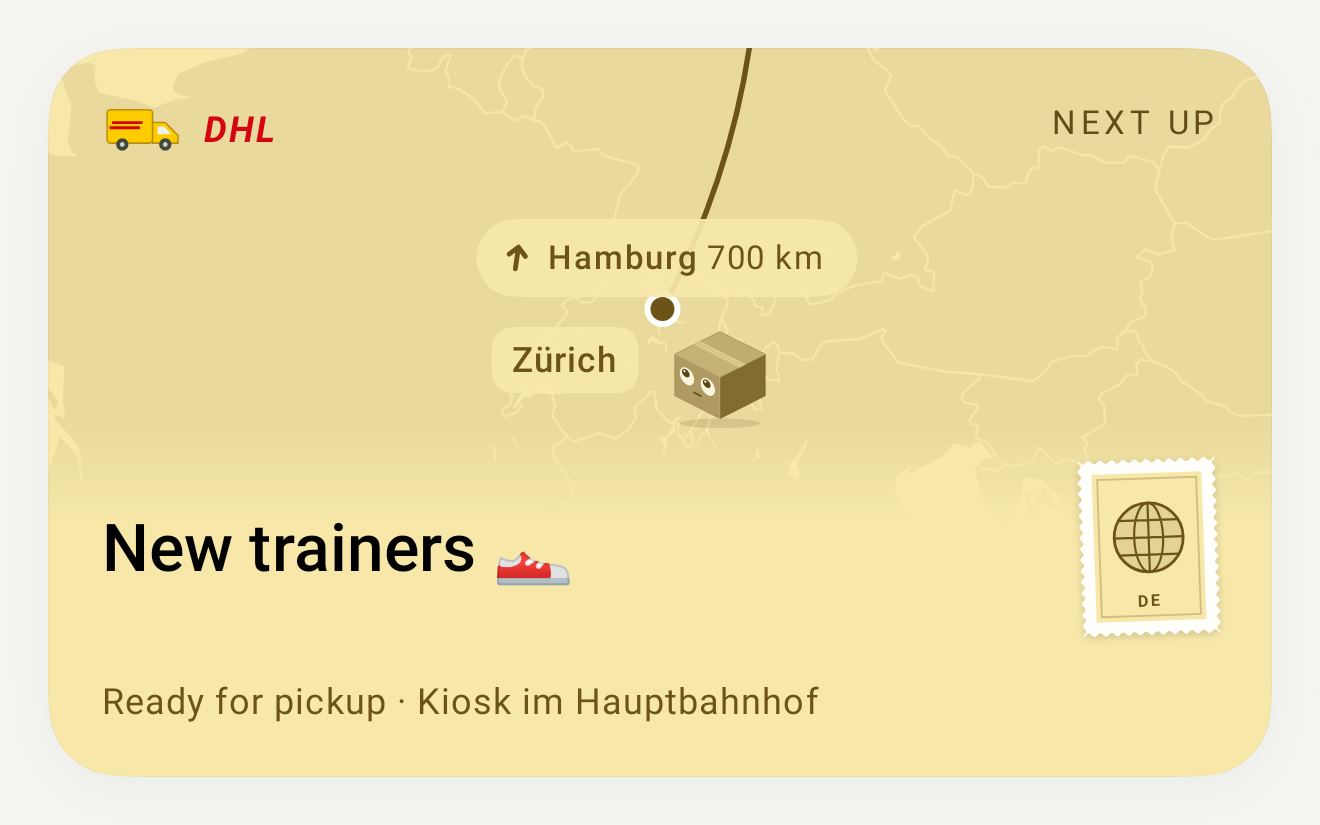 DHL
NEXT UP
↑ Hamburg 700 km
Zürich
New trainers 👟
DE
Ready for pickup · Kiosk im Hauptbahnhof